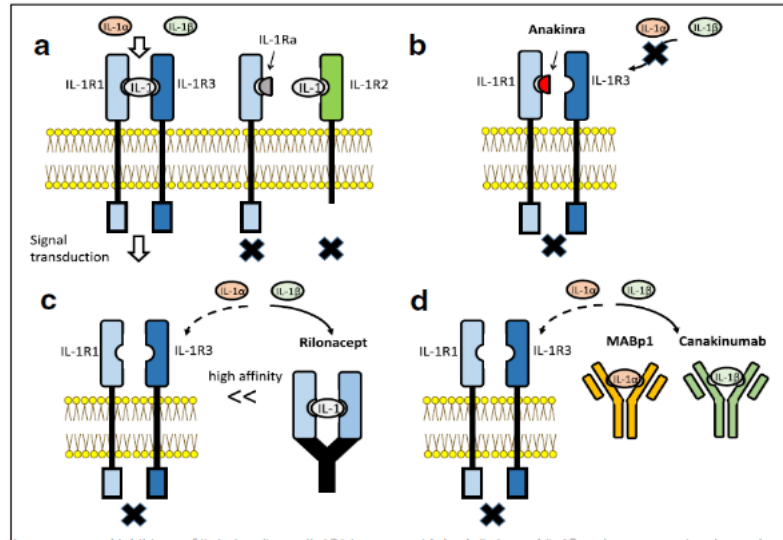 a
IL-1α IL-1β
IL-1Ra
IL-1R1 IL-1 IL-1R3 IL-1 IL-1R2
Signal
transduction
b
Anakinra
IL-1α IL-1β
IL-1R1 IL-1R3
c
IL-1α IL-1β
Rilonacept
IL-1R1 IL-1R3
high affinity
<<
IL-1
d
IL-1α IL-1β
MABp1 Canakinumab
IL-1R1 IL-1R3
IL-1α IL-1β